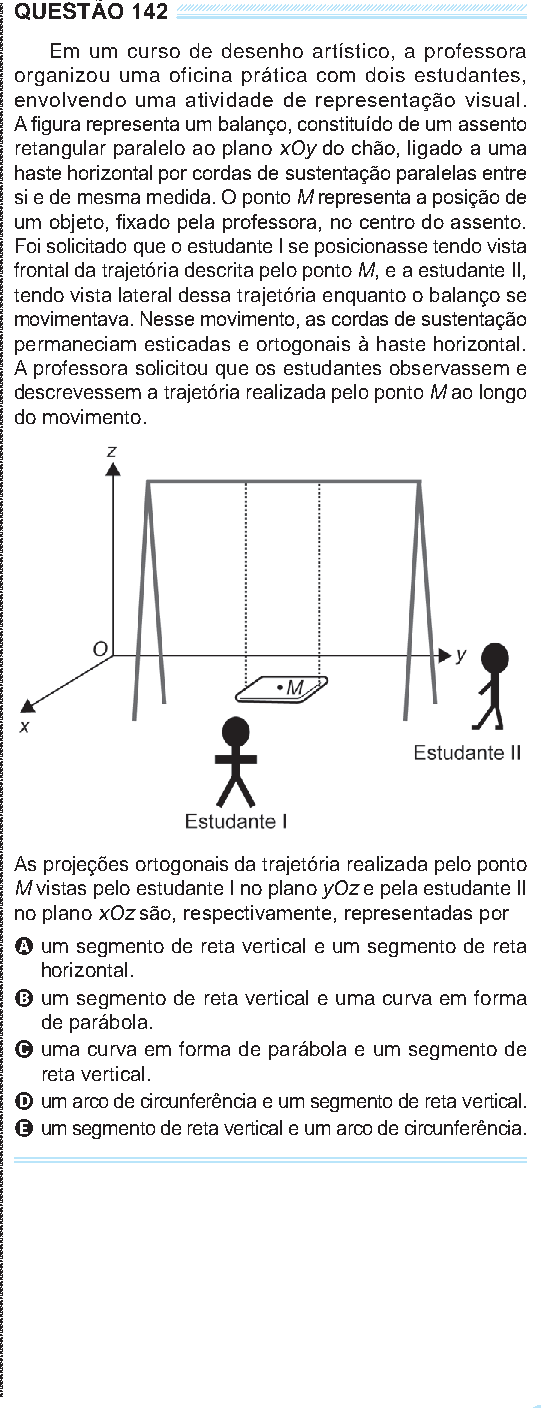 QUESTÃO 142
Em um curso de desenho artístico, a professora
organizou uma oficina prática com dois estudantes,
envolvendo uma atividade de representação visual.
A figura representa um balanço, constituído de um assento
retangular paralelo ao plano xOy do chão, ligado a uma
haste horizontal por cordas de sustentação paralelas entre
si e de mesma medida. O ponto M representa a posição de
um objeto, fixado pela professora, no centro do assento.
Foi solicitado que o estudante I se posicionasse tendo vista
frontal da trajetória descrita pelo ponto M, e a estudante II,
tendo vista lateral dessa trajetória enquanto o balanço se
movimentava. Nesse movimento, as cordas de sustentação
permaneciam esticadas e ortogonais à haste horizontal.
A professora solicitou que os estudantes observassem e
descrevessem a trajetória realizada pelo ponto M ao longo
do movimento.
z
O
y
M
x
Estudante II
Estudante I
As projeções ortogonais da trajetória realizada pelo ponto
M vistas pelo estudante I no plano yOz e pela estudante II
no plano xOz são, respectivamente, representadas por
A um segmento de reta vertical e um segmento de reta
horizontal.
B um segmento de reta vertical e uma curva em forma
de parábola.
C uma curva em forma de parábola e um segmento de
reta vertical.
D um arco de circunferência e um segmento de reta vertical.
E um segmento de reta vertical e um arco de circunferência.